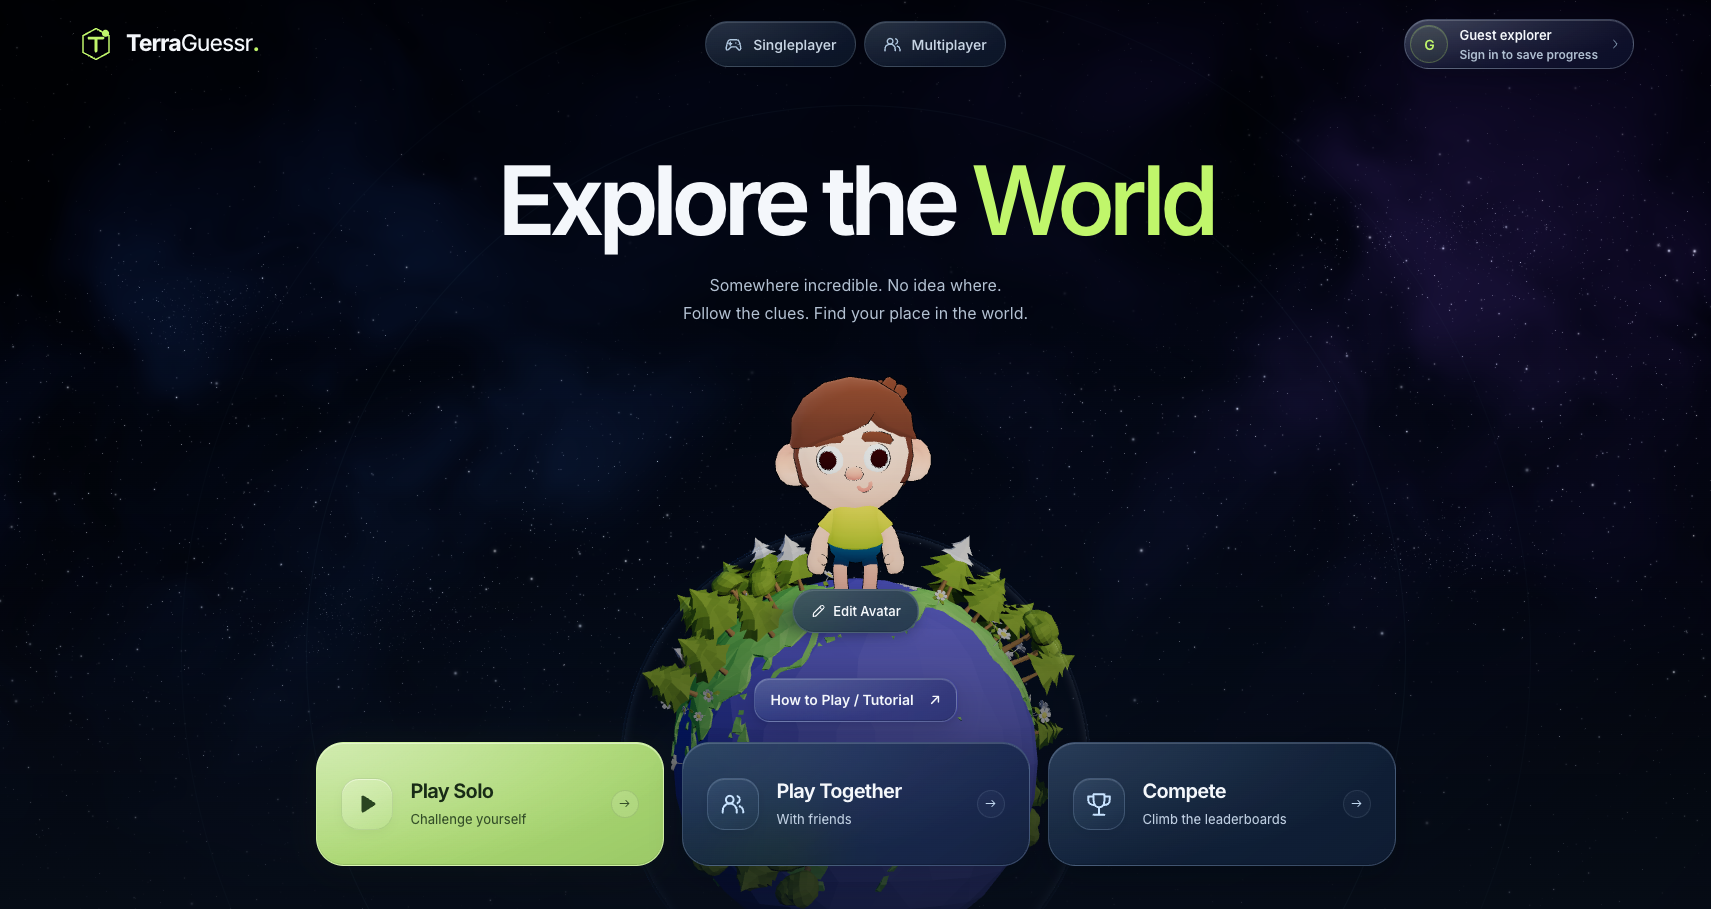 TerraGuessr.
Singleplayer
Multiplayer
G
Guest explorer
Sign in to save progress
Explore the World
Somewhere incredible. No idea where.
Follow the clues. Find your place in the world.
Edit Avatar
How to Play / Tutorial
Play Solo
Challenge yourself
Play Together
With friends
Compete
Climb the leaderboards